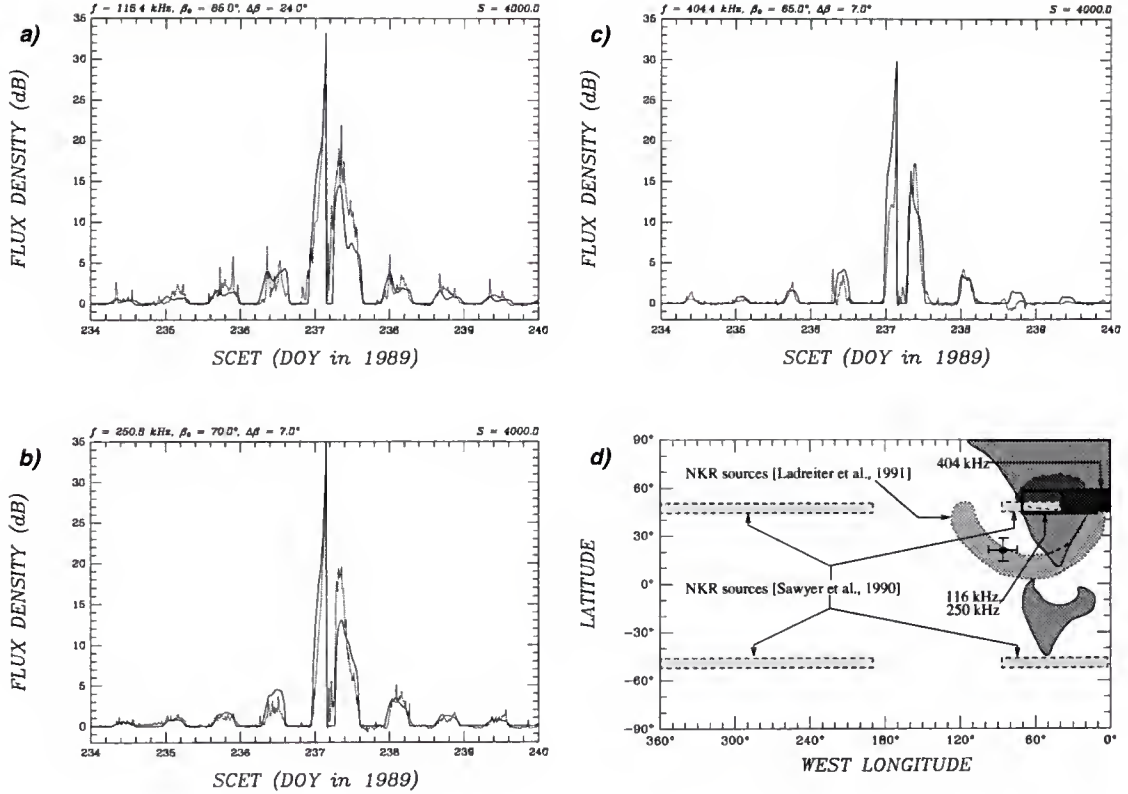 a)
f = 116.4 kHz, βₒ = 86.0°, Δβ = 24.0° S = 4000.0
FLUX DENSITY (dB)
35
30
25
20
15
10
5
0
234 235 236 237 238 239 240
SCET (DOY in 1989)
c)
f = 404.4 kHz, βₒ = 65.0°, Δβ = 7.0° S = 4000.0
FLUX DENSITY (dB)
35
30
25
20
15
10
5
0
234 235 236 237 238 239 240
SCET (DOY in 1989)
b)
f = 250.8 kHz, βₒ = 70.0°, Δβ = 7.0° S = 4000.0
FLUX DENSITY (dB)
35
30
25
20
15
10
5
0
234 235 236 237 238 239 240
SCET (DOY in 1989)
d)
LATITUDE
90°
60°
30°
0°
-30°
-60°
-90°
404 kHz
NKR sources [Ladreiter et al., 1991]
NKR sources [Sawyer et al., 1990]
116 kHz,
250 kHz
360° 300° 240° 180° 120° 60° 0°
WEST LONGITUDE